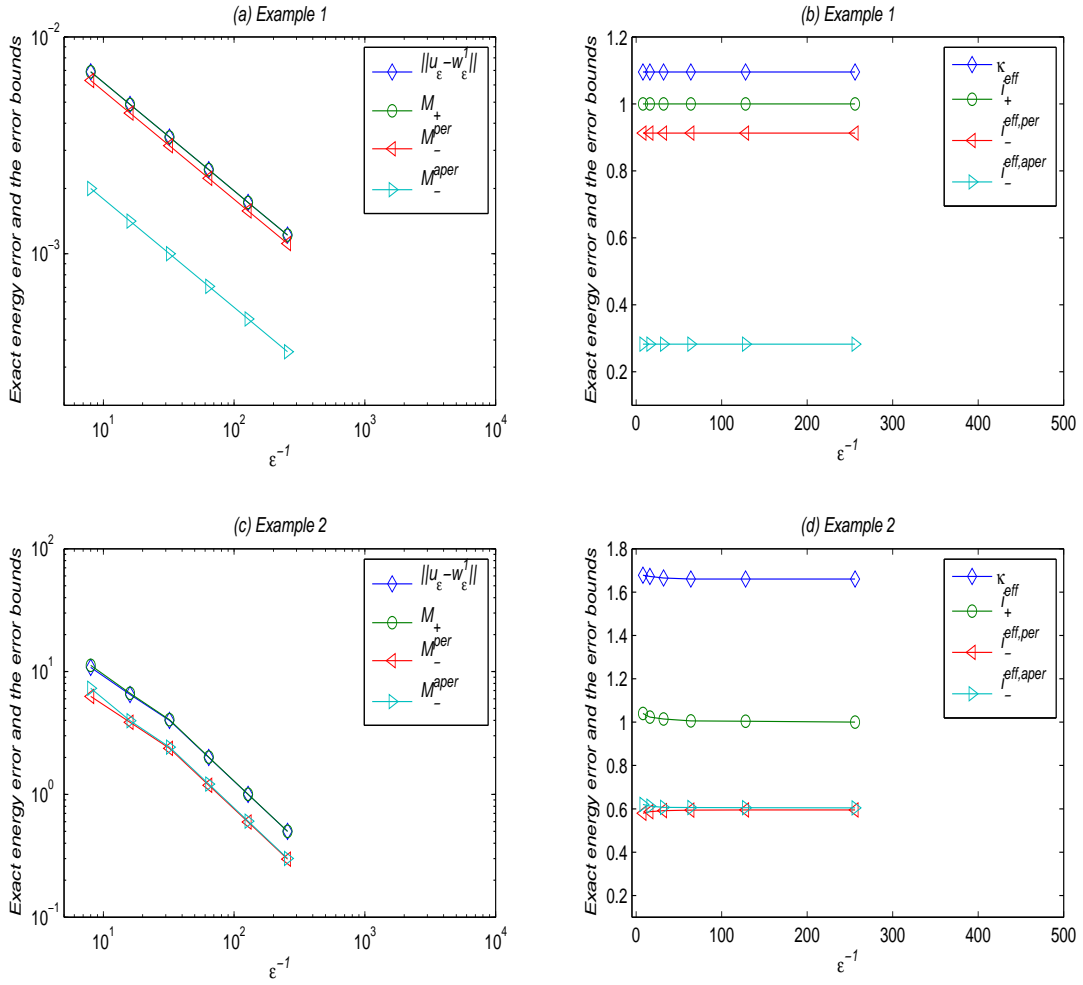 (a) Example 1
Exact energy error and the error bounds
10^-2
10^-3
10^1 10^2 10^3 10^4
ε^-1
||u_ε-w_ε^1||
M_+
M_-^per
M_-^aper
(b) Example 1
Exact energy error and the error bounds
1.2
1
0.8
0.6
0.4
0.2
0 100 200 300 400 500
ε^-1
κ
i_+^eff
i_-^eff,per
i_-^eff,aper
(c) Example 2
Exact energy error and the error bounds
10^2
10^1
10^0
10^-1
10^1 10^2 10^3 10^4
ε^-1
||u_ε-w_ε^1||
M_+
M_-^per
M_-^aper
(d) Example 2
Exact energy error and the error bounds
1.8
1.6
1.4
1.2
1
0.8
0.6
0.4
0.2
0 100 200 300 400 500
ε^-1
κ
i_+^eff
i_-^eff,per
i_-^eff,aper